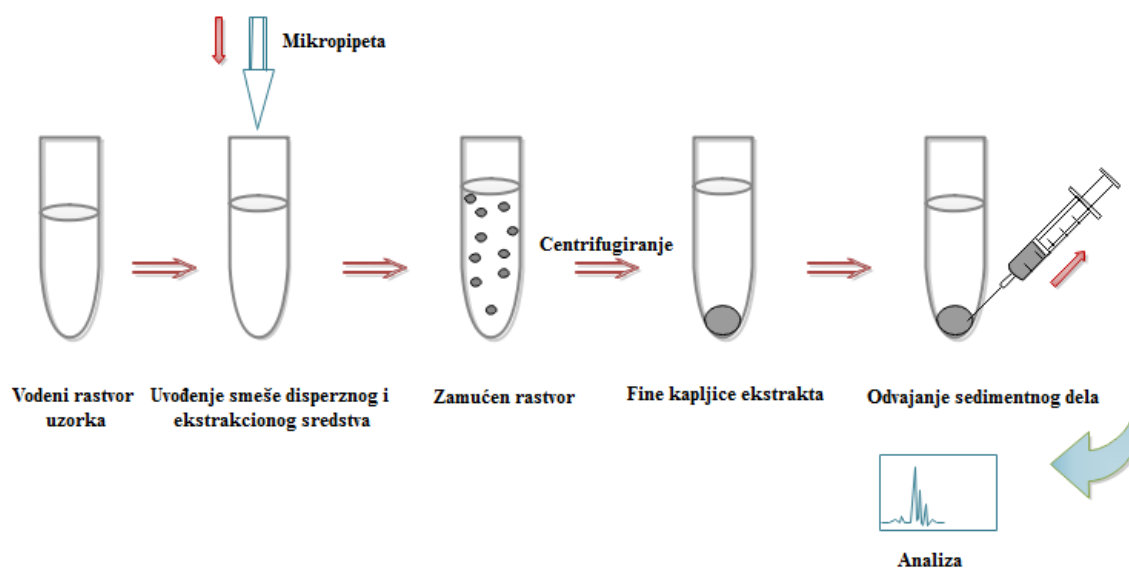 Mikropipeta
Centrifugiranje
Vodeni rastvor
uzorka
Uvođenje smeše disperznog i
ekstrakcionog sredstva
Zamućen rastvor
Fine kapljice ekstrakta
Odvajanje sedimentnog dela
Analiza